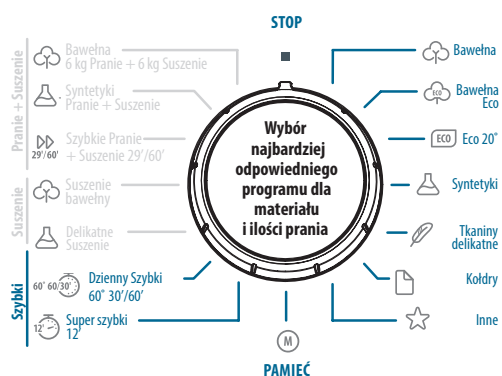 STOP
Pranie + Suszenie
Bawełna
6 kg Pranie + 6 kg Suszenie
Syntetyki
Pranie + Suszenie
29'/60'
Szybkie Pranie
+ Suszenie 29'/60'
Suszenie
Suszenie
bawełny
Delikatne
Suszenie
Szybki
60° 60/30'
Dzienny Szybki
60° 30'/60'
12'
Super szybki
12'
Wybór
najbardziej
odpowiedniego
programu dla
materiału
i ilości prania
Bawełna
ECO
Bawełna
Eco
ECO
Eco 20°
Syntetyki
Tkaniny
delikatne
Kołdry
Inne
M
PAMIEĆ